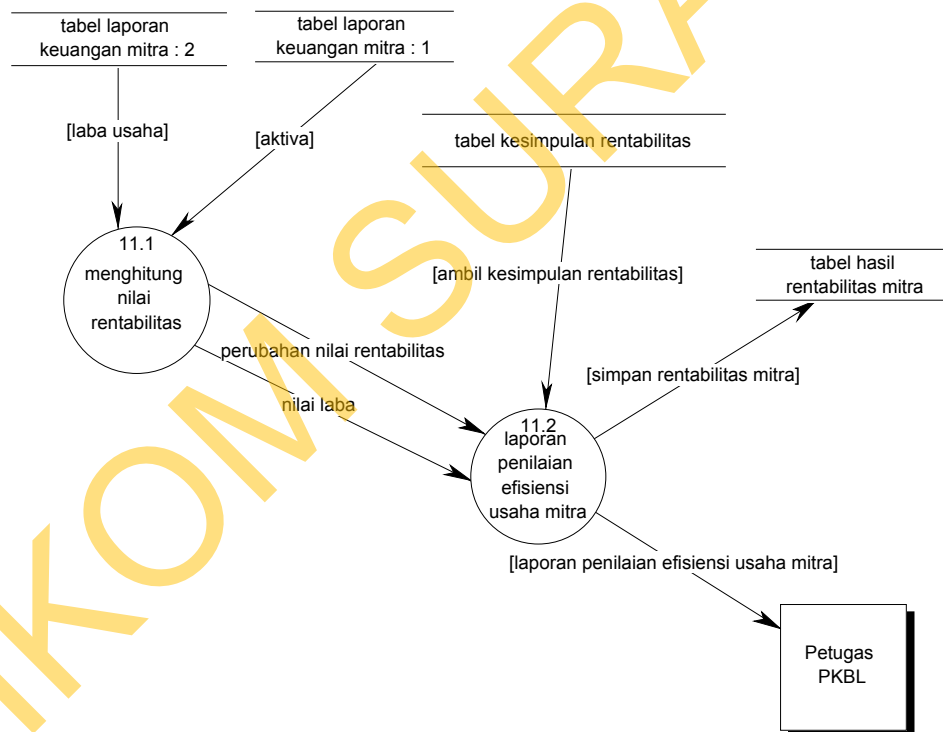 tabel laporan
keuangan mitra : 2
tabel laporan
keuangan mitra : 1
[laba usaha]
[aktiva]
tabel kesimpulan rentabilitas
11.1
menghitung
nilai
rentabilitas
[ambil kesimpulan rentabilitas]
tabel hasil
rentabilitas mitra
perubahan nilai rentabilitas
nilai laba
[simpan rentabilitas mitra]
11.2
laporan
penilaian
efisiensi
usaha mitra
[laporan penilaian efisiensi usaha mitra]
Petugas
PKBL
IKOM SURA